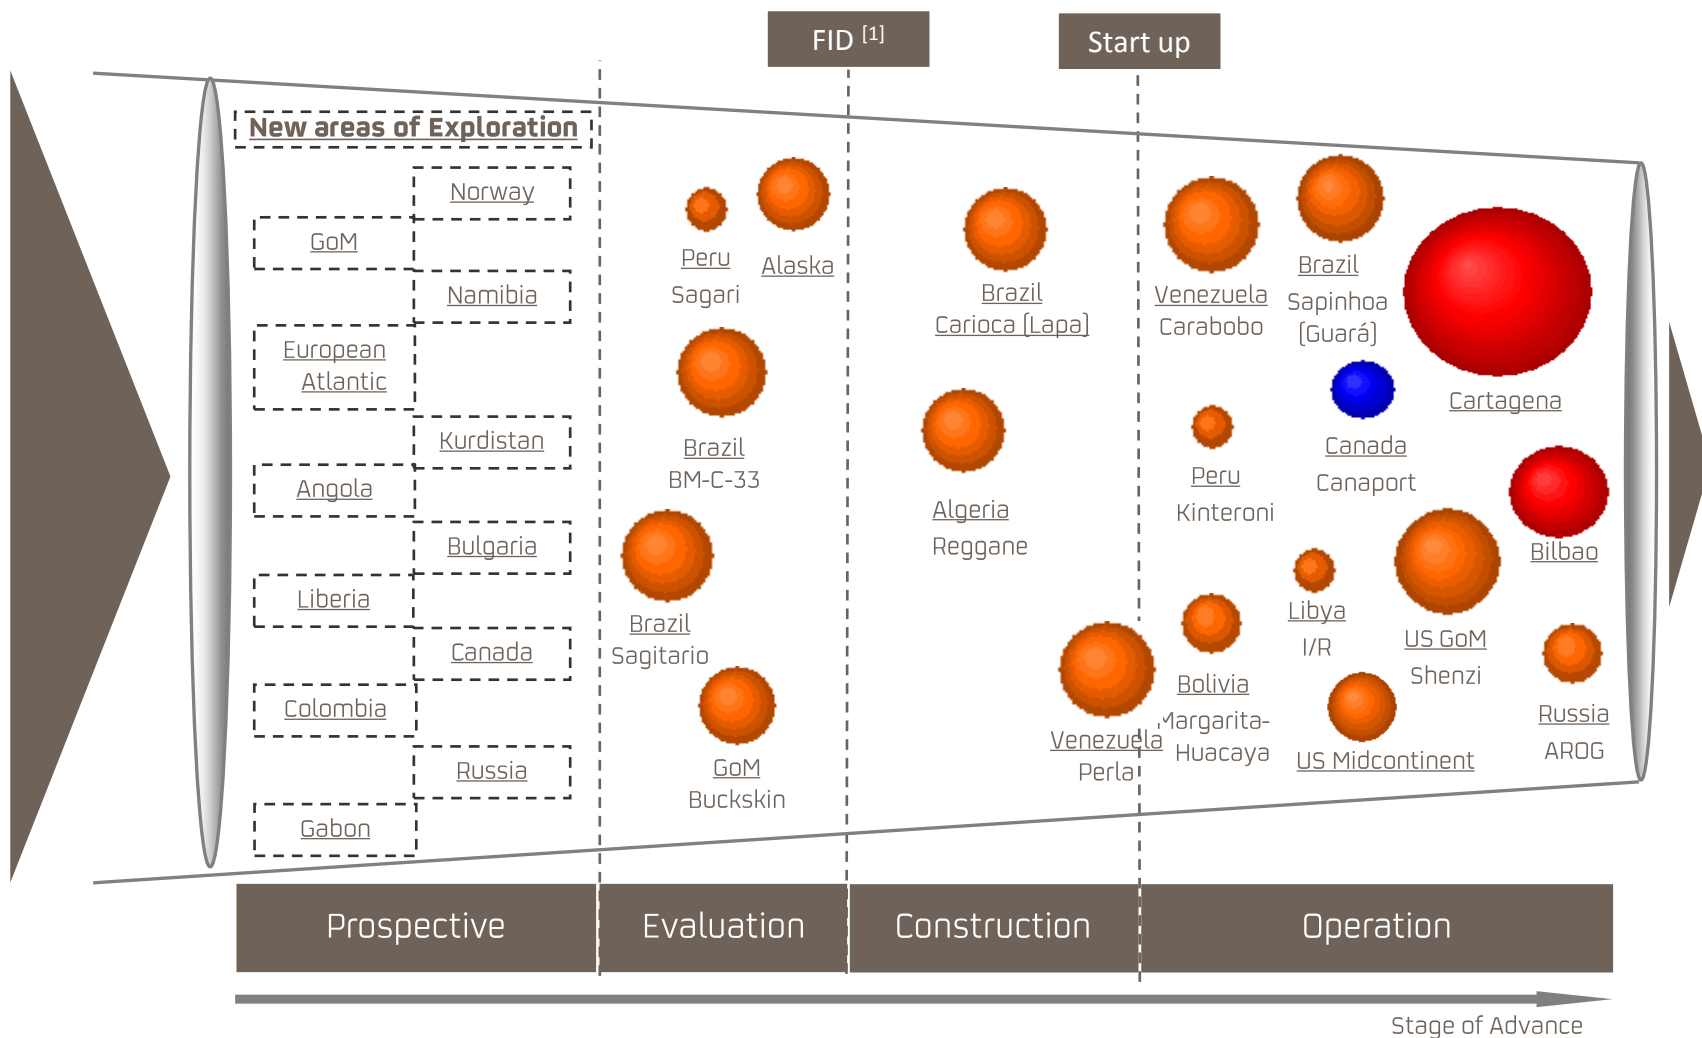 FID [1]
Start up
New areas of Exploration
Norway
GoM
Namibia
European
Atlantic
Kurdistan
Angola
Bulgaria
Liberia
Canada
Colombia
Russia
Gabon
Peru
Sagari
Alaska
Brazil
BM-C-33
Brazil
Sagitario
GoM
Buckskin
Brazil
Carioca (Lapa)
Algeria
Reggane
Venezuela
Perla
Venezuela
Carabobo
Brazil
Sapinhoa
(Guará)
Cartagena
Peru
Kinteroni
Canada
Canaport
Bilbao
Bolivia
Margarita-
Huacaya
Libya
I/R
US GoM
Shenzi
US Midcontinent
Russia
AROG
Prospective
Evaluation
Construction
Operation
Stage of Advance